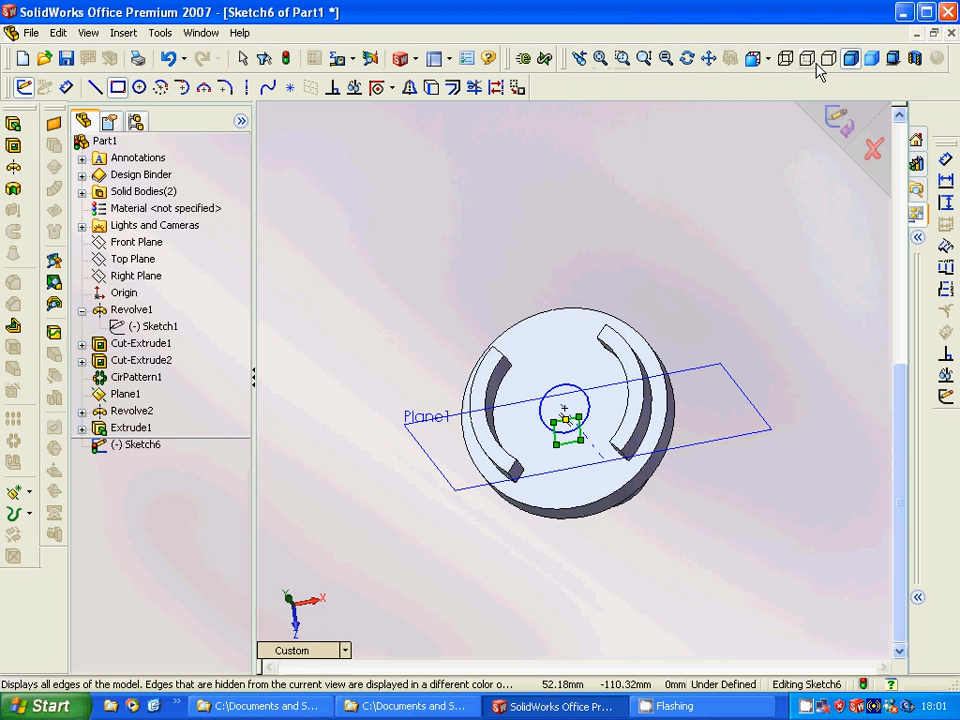 SolidWorks Office Premium 2007 - [Sketch6 of Part1 *]
File Edit View Insert Tools Window Help
Part1
Annotations
Design Binder
Solid Bodies(2)
Material <not specified>
Lights and Cameras
Front Plane
Top Plane
Right Plane
Origin
Revolve1
(-) Sketch1
Cut-Extrude1
Cut-Extrude2
CirPattern1
Plane1
Revolve2
Extrude1
(-) Sketch6
Plane1
Y
X
Z
Custom
Displays all edges of the model. Edges that are hidden from the current view are displayed in a different color o...
52.18mm -110.32mm 0mm Under Defined Editing Sketch6
Start C:\Documents and S... C:\Documents and S... SolidWorks Office Pr... Flashing 18:01